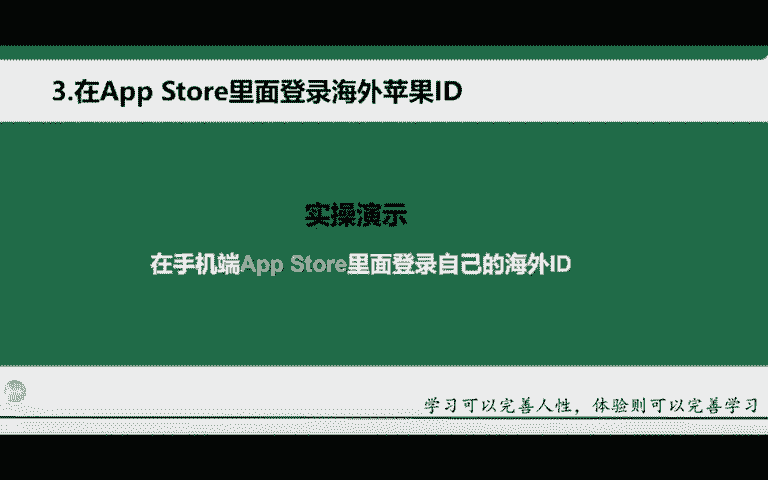 3.在App Store里面登录海外苹果ID
实操演示
在手机端App Store里面登录自己的海外ID
学习可以完善人性，体验则可以完善学习